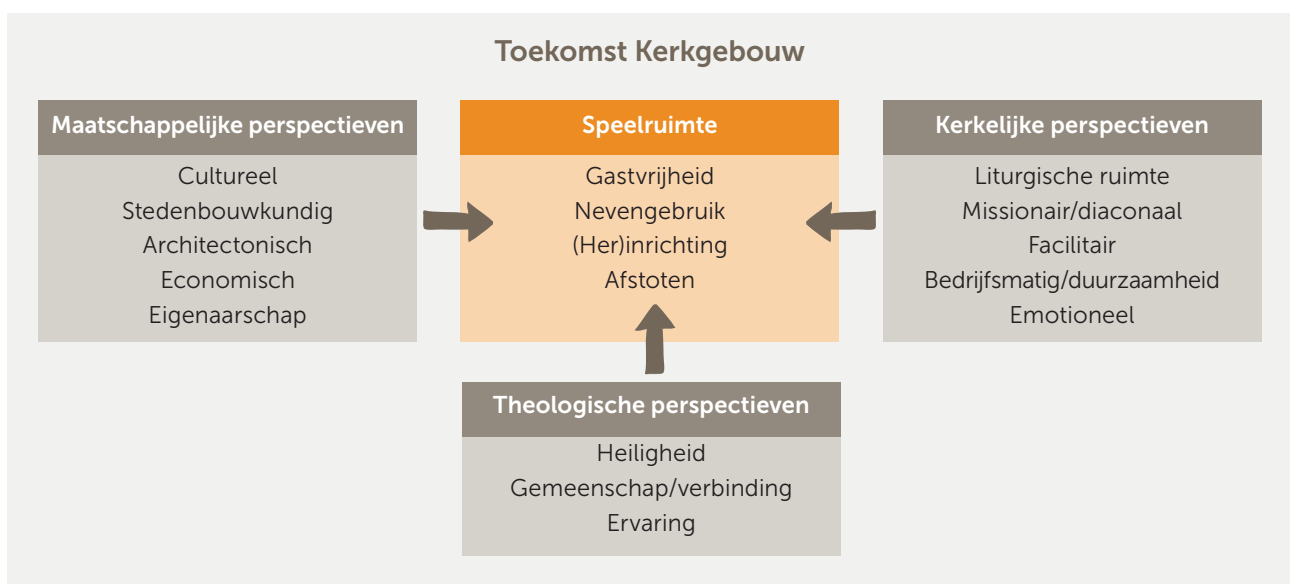 Toekomst Kerkgebouw
Maatschappelijke perspectieven
Cultureel
Stedenbouwkundig
Architectonisch
Economisch
Eigenaarschap
Speelruimte
Gastvrijheid
Nevengebruik
(Her)inrichting
Afstoten
Kerkelijke perspectieven
Liturgische ruimte
Missionair/diaconaal
Facilitair
Bedrijfsmatig/duurzaamheid
Emotioneel
Theologische perspectieven
Heiligheid
Gemeenschap/verbinding
Ervaring